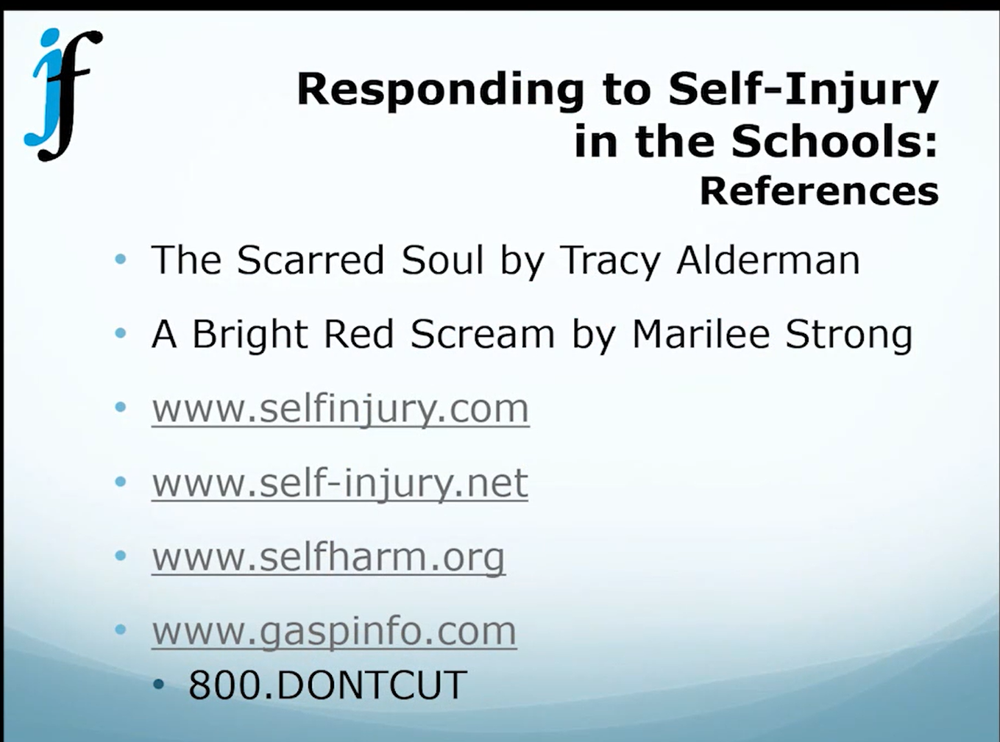 jf
Responding to Self-Injury
in the Schools:
References
• The Scarred Soul by Tracy Alderman
• A Bright Red Scream by Marilee Strong
• www.selfinjury.com
• www.self-injury.net
• www.selfharm.org
• www.gaspinfo.com
• 800.DONTCUT